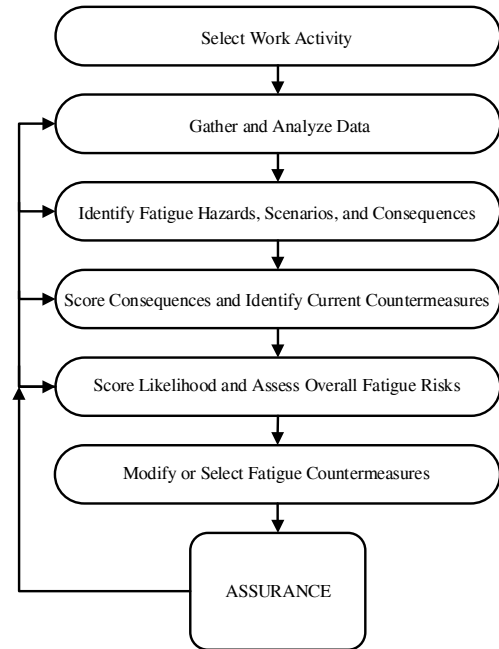 Select Work Activity
Gather and Analyze Data
Identify Fatigue Hazards, Scenarios, and Consequences
Score Consequences and Identify Current Countermeasures
Score Likelihood and Assess Overall Fatigue Risks
Modify or Select Fatigue Countermeasures
ASSURANCE